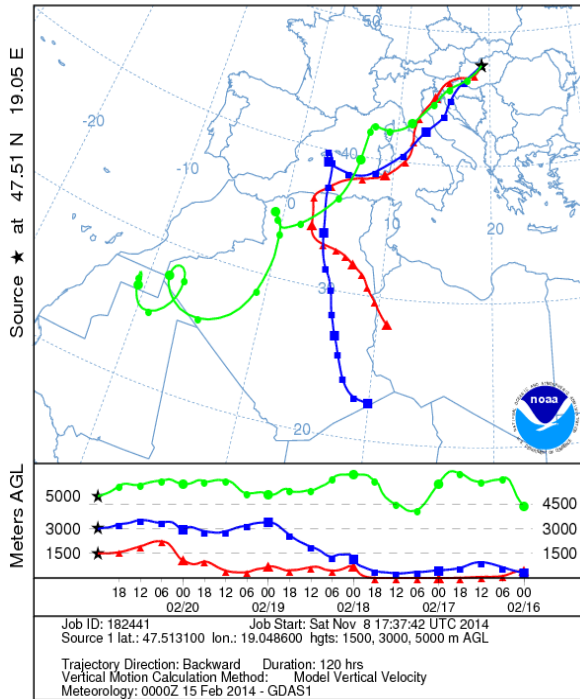 Source ★ at 47.51 N 19.05 E
50
-20
-10
40
0
10
20
30
20
noaa
Meters AGL
5000
3000
1500
4500
3000
1500
18 12 06 00 18 12 06 00 18 12 06 00 18 12 06 00 18 12 06 00
02/20 02/19 02/18 02/17 02/16
Job ID: 182441 Job Start: Sat Nov 8 17:37:42 UTC 2014
Source 1 lat.: 47.513100 lon.: 19.048600 hgts: 1500, 3000, 5000 m AGL
Trajectory Direction: Backward Duration: 120 hrs
Vertical Motion Calculation Method: Model Vertical Velocity
Meteorology: 0000Z 15 Feb 2014 - GDAS1